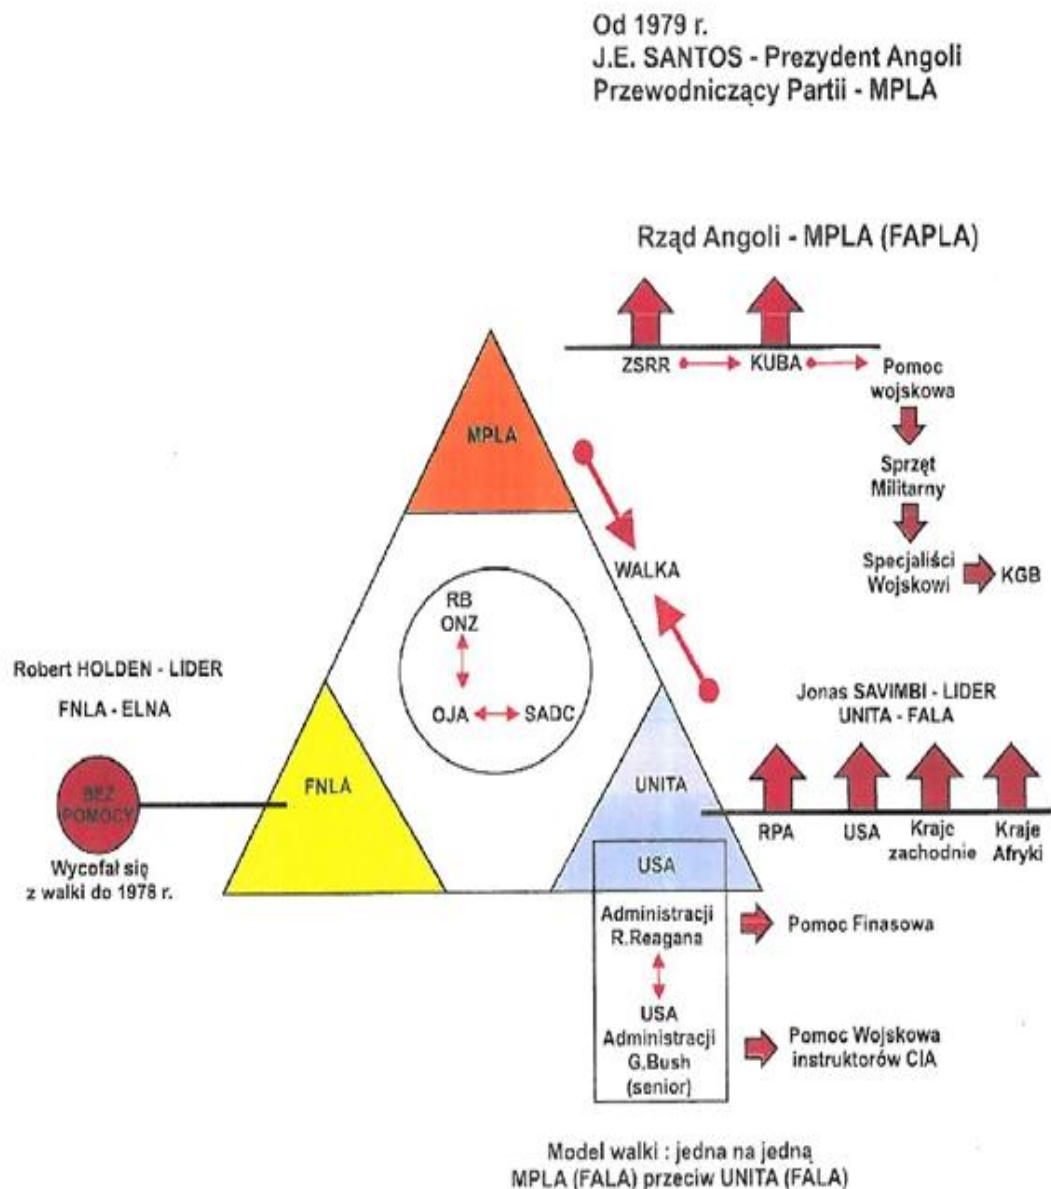 Od 1979 r.
J.E. SANTOS - Prezydent Angoli
Przewodniczący Partii - MPLA
Rząd Angoli - MPLA (FAPLA)
ZSRR
KUBA
Pomoc
wojskowa
Sprzęt
Militarny
Specjaliści
Wojskowi
KGB
MPLA
WALKA
RB
ONZ
OJA
SADC
Robert HOLDEN - LIDER
FNLA - ELNA
BEZ
POMOCY
Wycofał się
z walki do 1978 r.
FNLA
UNITA
Jonas SAVIMBI - LIDER
UNITA - FALA
RPA
USA
Kraje
zachodnie
Kraje
Afryki
USA
Administracji
R.Reagana
Pomoc Finasowa
USA
Administracji
G.Bush
(senior)
Pomoc Wojskowa
instruktorów CIA
Model walki : jedna na jedną
MPLA (FALA) przeciw UNITA (FALA)